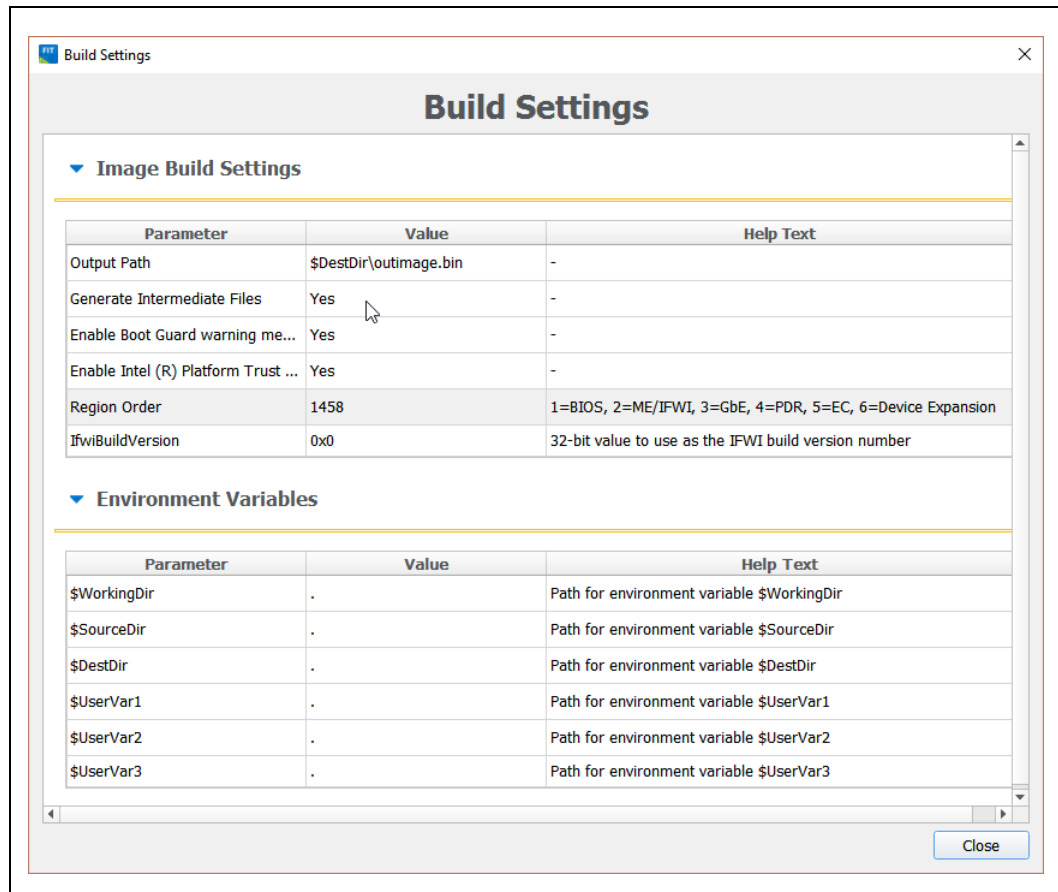 FIT
Build Settings
Build Settings
Image Build Settings
Parameter Value Help Text
Output Path $DestDir\outimage.bin -
Generate Intermediate Files Yes -
Enable Boot Guard warning me... Yes -
Enable Intel (R) Platform Trust ... Yes -
Region Order 1458 1=BIOS, 2=ME/IFWI, 3=GbE, 4=PDR, 5=EC, 6=Device Expansion
IfwiBuildVersion 0x0 32-bit value to use as the IFWI build version number
Environment Variables
Parameter Value Help Text
$WorkingDir . Path for environment variable $WorkingDir
$SourceDir . Path for environment variable $SourceDir
$DestDir . Path for environment variable $DestDir
$UserVar1 . Path for environment variable $UserVar1
$UserVar2 . Path for environment variable $UserVar2
$UserVar3 . Path for environment variable $UserVar3
Close